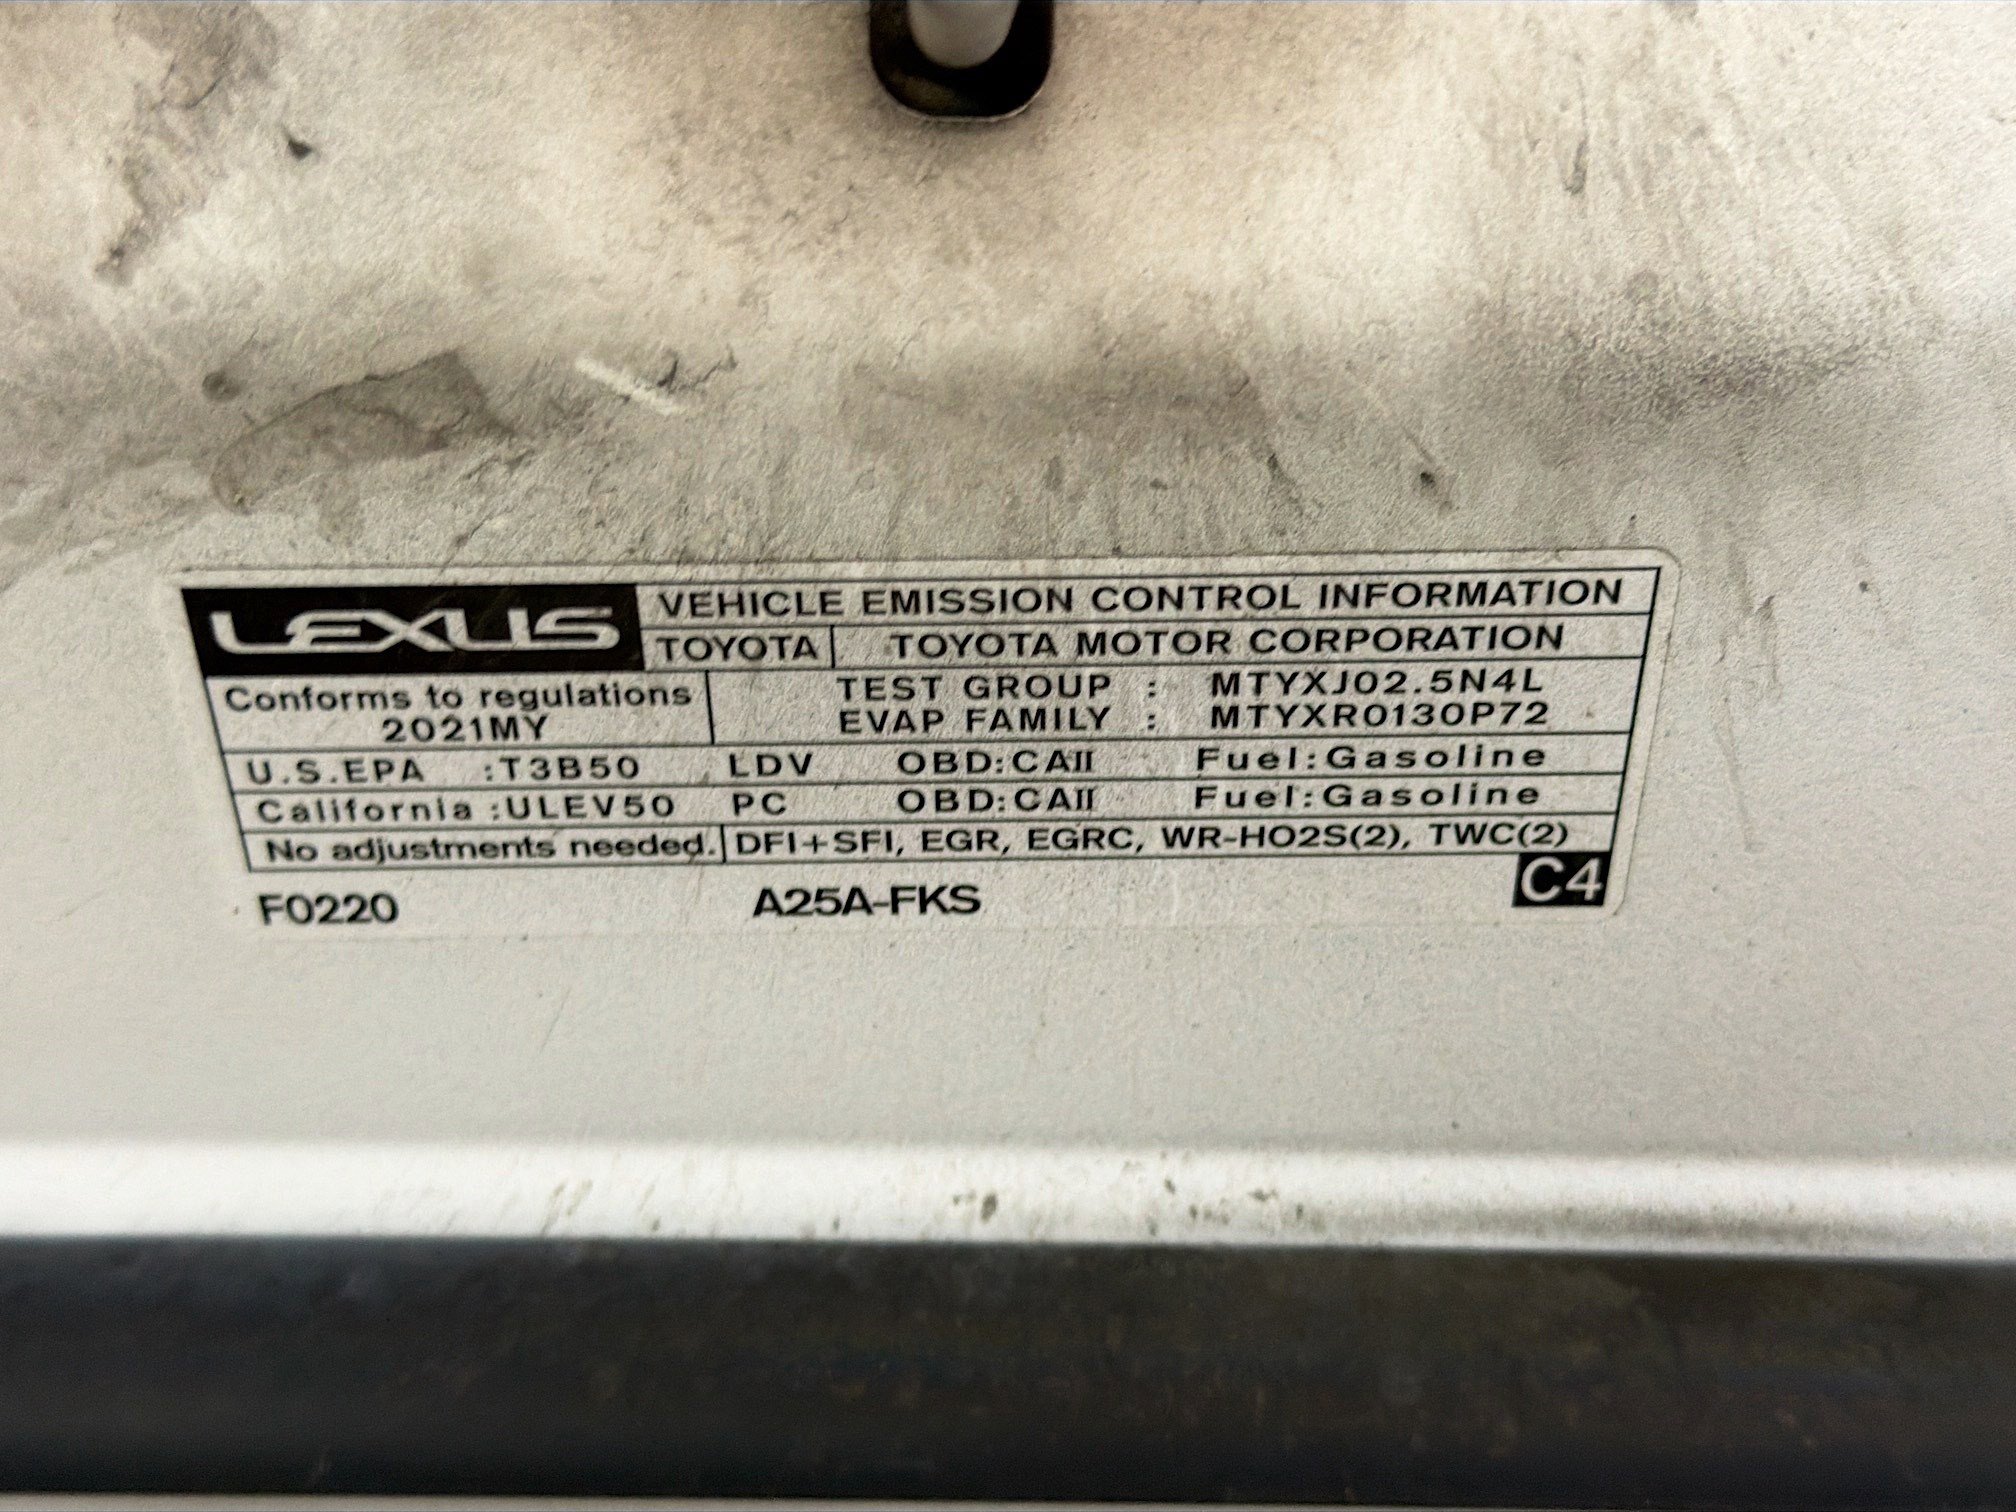 LEXUS VEHICLE EMISSION CONTROL INFORMATION
TOYOTA TOYOTA MOTOR CORPORATION
Conforms to regulations TEST GROUP : MTYXJ02.5N4L
2021MY EVAP FAMILY : MTYXR0130P72
U.S.EPA :T3B50 LDV OBD:CAII Fuel:Gasoline
California :ULEV50 PC OBD:CAII Fuel:Gasoline
No adjustments needed. DFI+SFI, EGR, EGRC, WR-HO2S(2), TWC(2)
F0220 A25A-FKS C4